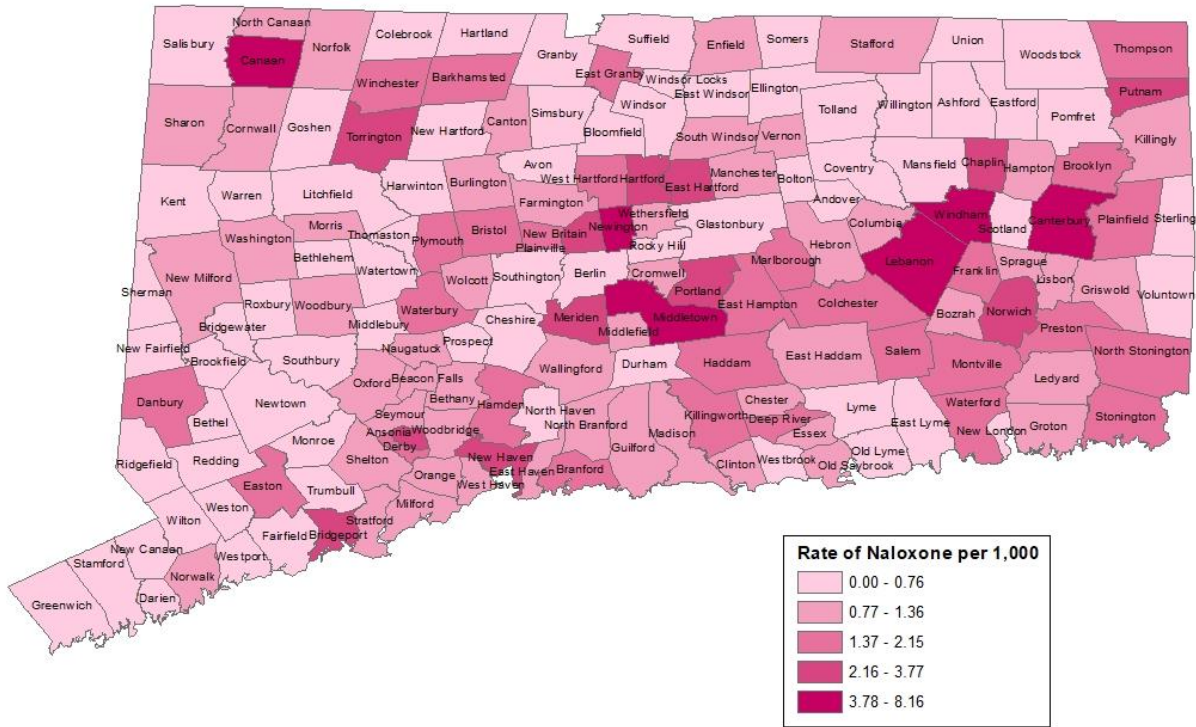 North Canaan
Salisbury
Canaan
Norfolk
Colebrook
Hartland
Granby
Suffield
Enfield
Somers
Stafford
Union
Woodstock
Thompson
Winchester
Barkhamsted
East Granby
Windsor Locks
East Windsor
Ellington
Putnam
Sharon
Cornwall
Goshen
Torrington
New Hartford
Canton
Simsbury
Bloomfield
Windsor
South Windsor
Vernon
Tolland
Willington
Ashford
Eastford
Pomfret
Killingly
Kent
Warren
Litchfield
Harwinton
Burlington
Avon
West Hartford
Hartford
East Hartford
Manchester
Bolton
Coventry
Mansfield
Chaplin
Hampton
Brooklyn
Farmington
Andover
Washington
Morris
Thomaston
Plymouth
Bristol
New Britain
Plainville
Newington
Wethersfield
Glastonbury
Rocky Hill
Columbia
Windham
Scotland
Canterbury
Plainfield
Sterling
Bethlehem
Watertown
New Milford
Sherman
Roxbury
Woodbury
Wolcott
Southington
Berlin
Cromwell
Portland
Marlborough
Hebron
Lebanon
Franklin
Sprague
Lisbon
Griswold
Voluntown
Bridgewater
Middlebury
Waterbury
Cheshire
Meriden
Middletown
Middlefield
East Hampton
Colchester
Bozrah
Norwich
Preston
New Fairfield
Brookfield
Southbury
Naugatuck
Prospect
Wallingford
Durham
Haddam
East Haddam
Salem
Montville
North Stonington
Ledyard
Danbury
Bethel
Newtown
Oxford
Beacon Falls
Bethany
Hamden
North Haven
North Branford
Seymour
Woodbridge
Ansonia
Derby
Guilford
Madison
Killingworth
Chester
Deep River
Essex
Lyme
East Lyme
Waterford
New London
Groton
Stonington
Ridgefield
Redding
Monroe
Shelton
New Haven
East Haven
Branford
West Haven
Orange
Clinton
Westbrook
Old Saybrook
Old Lyme
Easton
Trumbull
Milford
Stratford
Weston
Wilton
Fairfield
Bridgeport
New Canaan
Westport
Norwalk
Stamford
Darien
Greenwich
Rate of Naloxone per 1,000
0.00 - 0.76
0.77 - 1.36
1.37 - 2.15
2.16 - 3.77
3.78 - 8.16